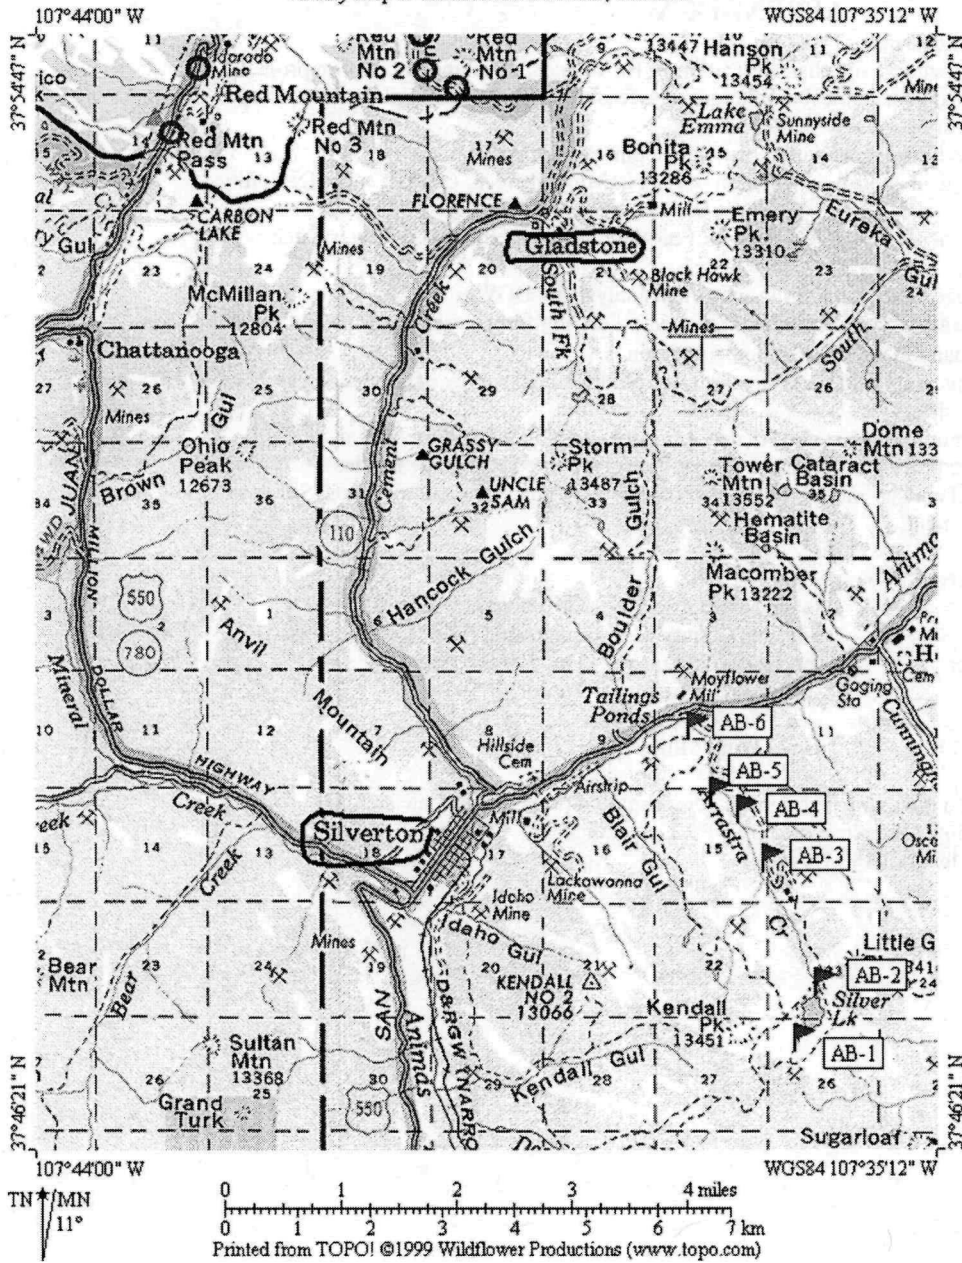 107°44'00" W
WGS84 107°35'12" W
37°54'47" N
37°54'47" N
Mine
Red
Mtn
No 2
Red
Mtn
No 1
13447
Hanson
Pk
13454
Red Mountain
Red Mtn
Pass
Red Mtn
No 3
Mines
Lake
Emma
Sunnyside
Mine
Bonita
Pk
13286
Mill
CARBON
LAKE
FLORENCE
Gladstone
Emery
Pk
13310
Eureka
Gul
Gul
Mines
Black Hawk
Mine
McMillan
Pk
12804
Creek
South
Fk
Mines
South
Chattanooga
Mines
Gul
Brown
Ohio
Peak
12673
Cement
GRASSY
GULCH
UNCLE
SAM
Storm
Pk
13487
Dome
Mtn 133
Tower
Mtn
13552
Cataract
Basin
Hematite
Basin
Macomber
Pk 13222
110
Hancock Gulch
Boulder
Gulch
JUAN
MILLION
DOLLAR
HIGHWAY
550
780
Anvil
Mountain
Mineral
Creek
Moyflower
Mil
Tailings
Ponds
Gaging
Sta
Cem
Hillside
Cem
Airstrip
Mill
AB-6
AB-5
AB-4
AB-3
AB-2
AB-1
Silverton
Blair
Gul
Lackawanna
Mine
Idaho
Mine
Idaho Gul
Bear
Creek
Mines
Bear
Mtn
KENDALL
NO 2
13066
Kendall
Pk
13451
Kendall Gul
Little G
Silver
Lk
SAN
Animas
D&RGW
Sultan
Mtn
13368
Grand
Turk
550
Sugarloaf
37°46'21" N
37°46'21" N
107°44'00" W
WGS84 107°35'12" W
TN MN
11°
0 1 2 3 4 miles
0 1 2 3 4 5 6 7 km
Printed from TOPO! ©1999 Wildflower Productions (www.topo.com)